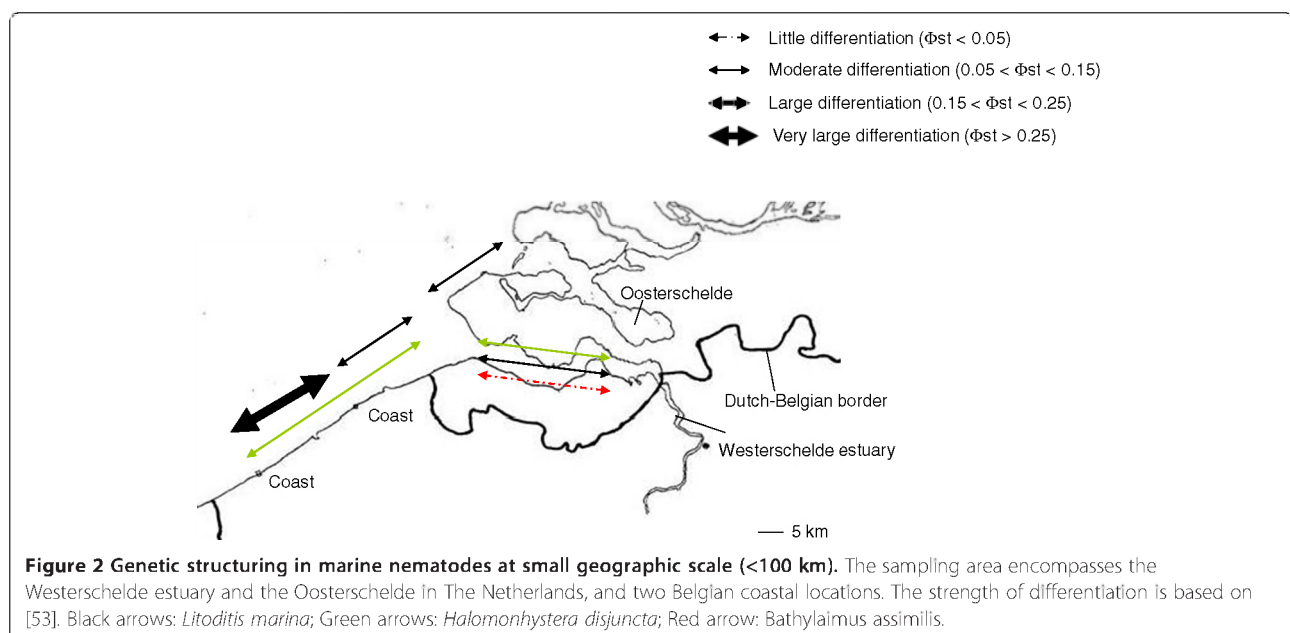 Little differentiation (Φst < 0.05)
Moderate differentiation (0.05 < Φst < 0.15)
Large differentiation (0.15 < Φst < 0.25)
Very large differentiation (Φst > 0.25)
Oosterschelde
Dutch-Belgian border
Coast
Westerschelde estuary
Coast
5 km
Figure 2 Genetic structuring in marine nematodes at small geographic scale (<100 km). The sampling area encompasses the
Westerschelde estuary and the Oosterschelde in The Netherlands, and two Belgian coastal locations. The strength of differentiation is based on
[53]. Black arrows: Litoditis marina; Green arrows: Halomonhystera disjuncta; Red arrow: Bathylaimus assimilis.